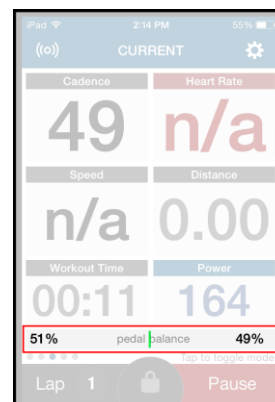 iPad 2:14 PM 55%
CURRENT
Cadence Heart Rate
49 n/a
Speed Distance
n/a 0.00
Workout Time Power
00:11 164
51% pedal balance 49%
Tap to toggle mode
Lap 1 Pause